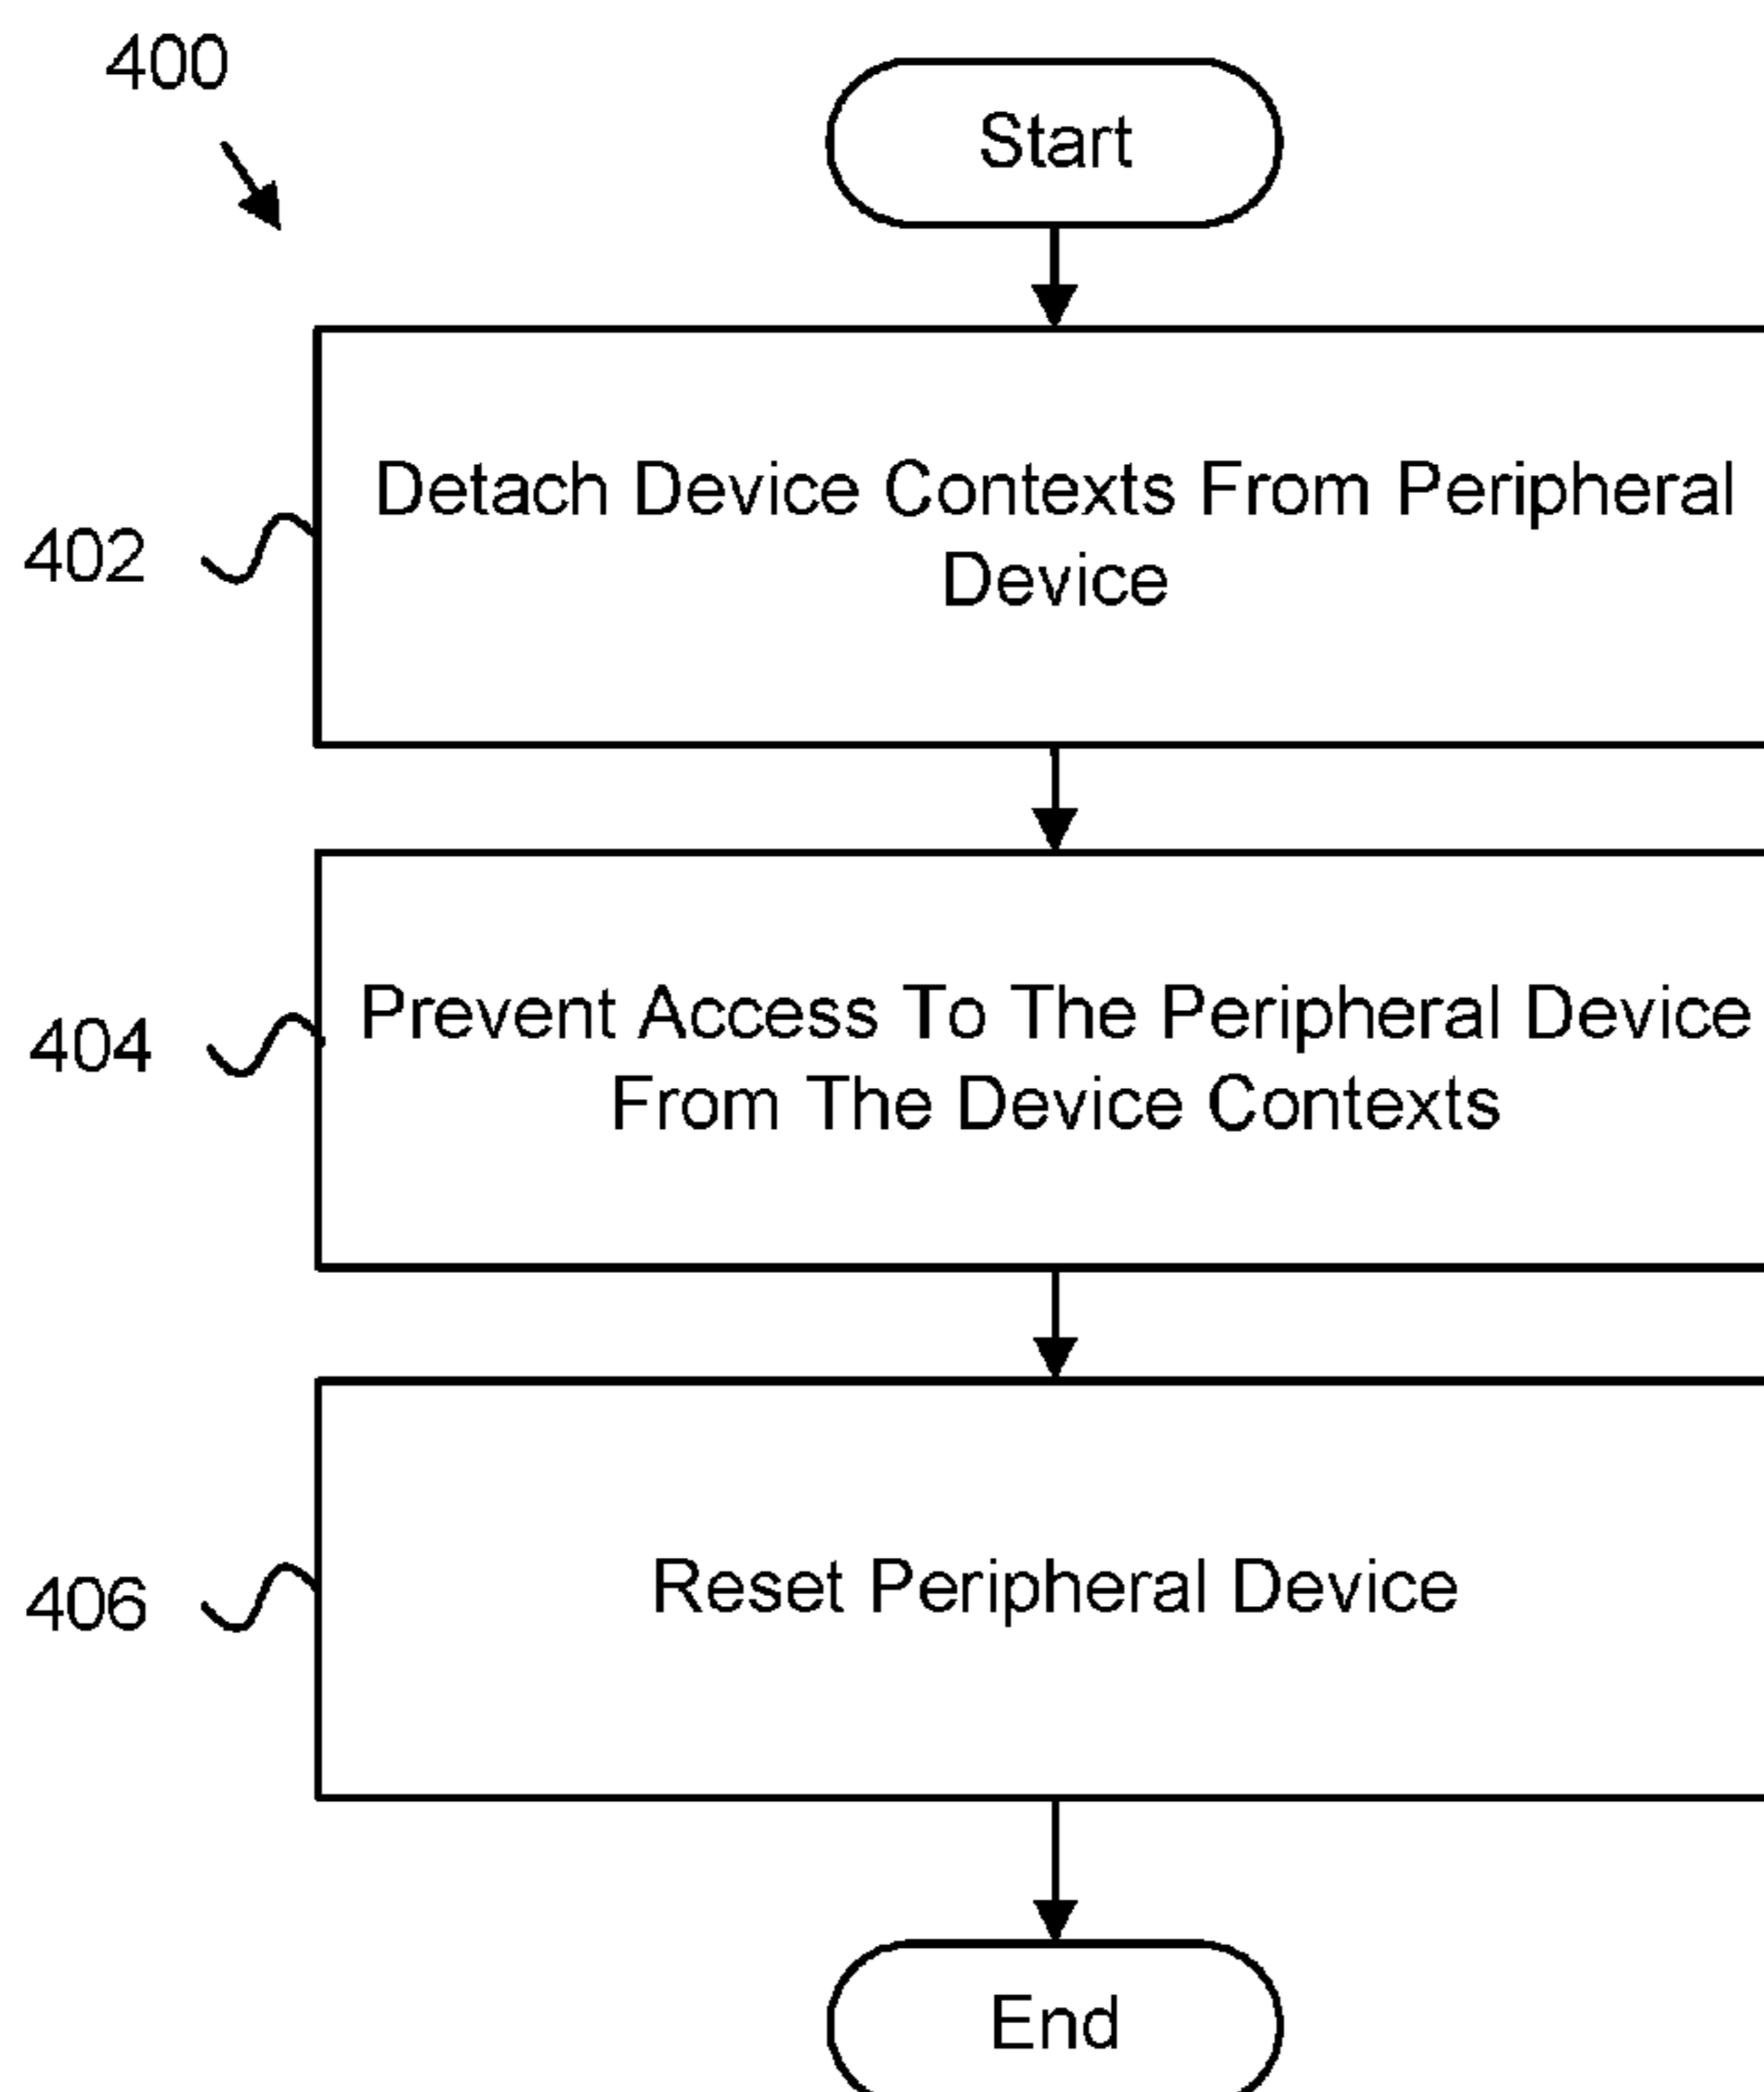 400
Start
402
Detach Device Contexts From Peripheral
Device
404
Prevent Access To The Peripheral Device
From The Device Contexts
406
Reset Peripheral Device
End